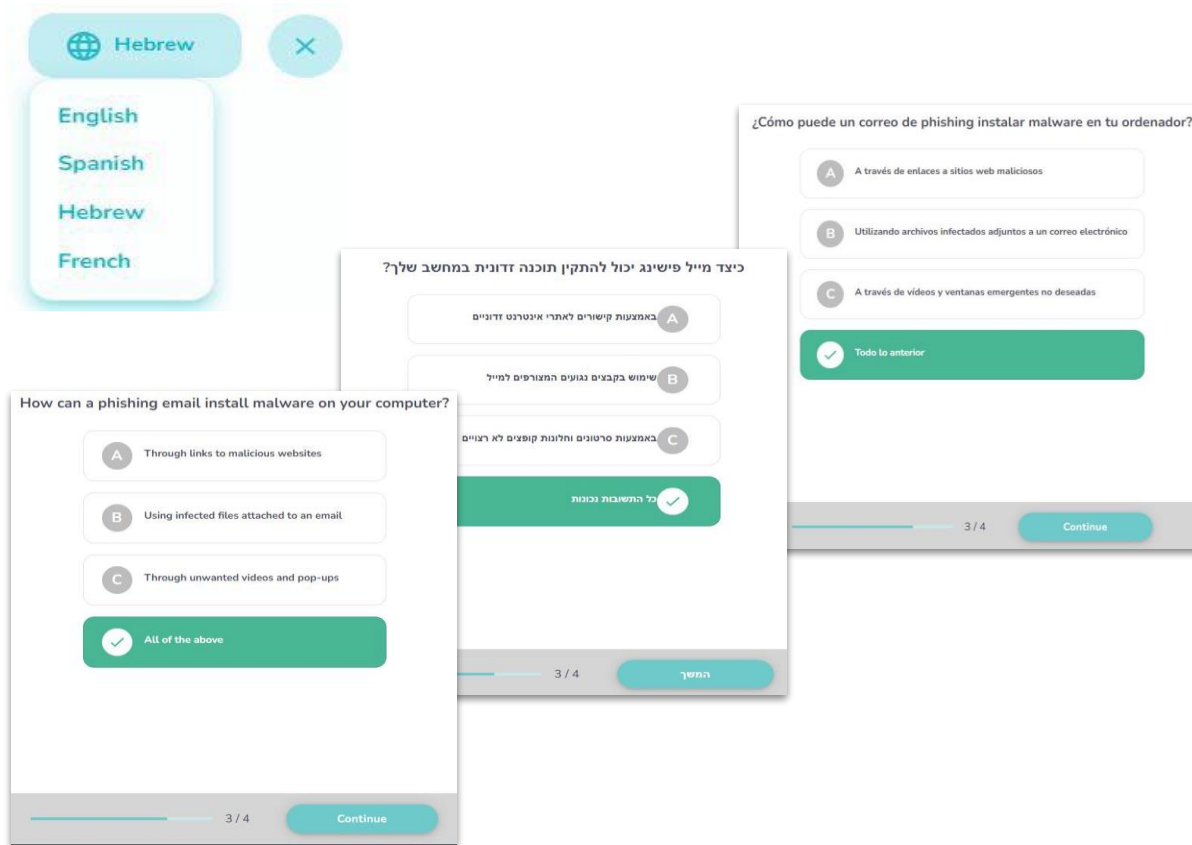 Hebrew
English
Spanish
Hebrew
French
¿Cómo puede un correo de phishing instalar malware en tu ordenador?
A A través de enlaces a sitios web maliciosos
B Utilizando archivos infectados adjuntos a un correo electrónico
C A través de vídeos y ventanas emergentes no deseadas
Todo lo anterior
3 / 4 Continue
כיצד מייל פישינג יכול להתקין תוכנה זדונית במחשב שלך?
A באמצעות קישורים לאתרי אינטרנט זדוניים
B שימוש בקבצים נגועים המצורפים למייל
C באמצעות סרטונים וחלונות קופצים לא רצויים
כל התשובות נכונות
3 / 4 המשך
How can a phishing email install malware on your computer?
A Through links to malicious websites
B Using infected files attached to an email
C Through unwanted videos and pop-ups
All of the above
3 / 4 Continue